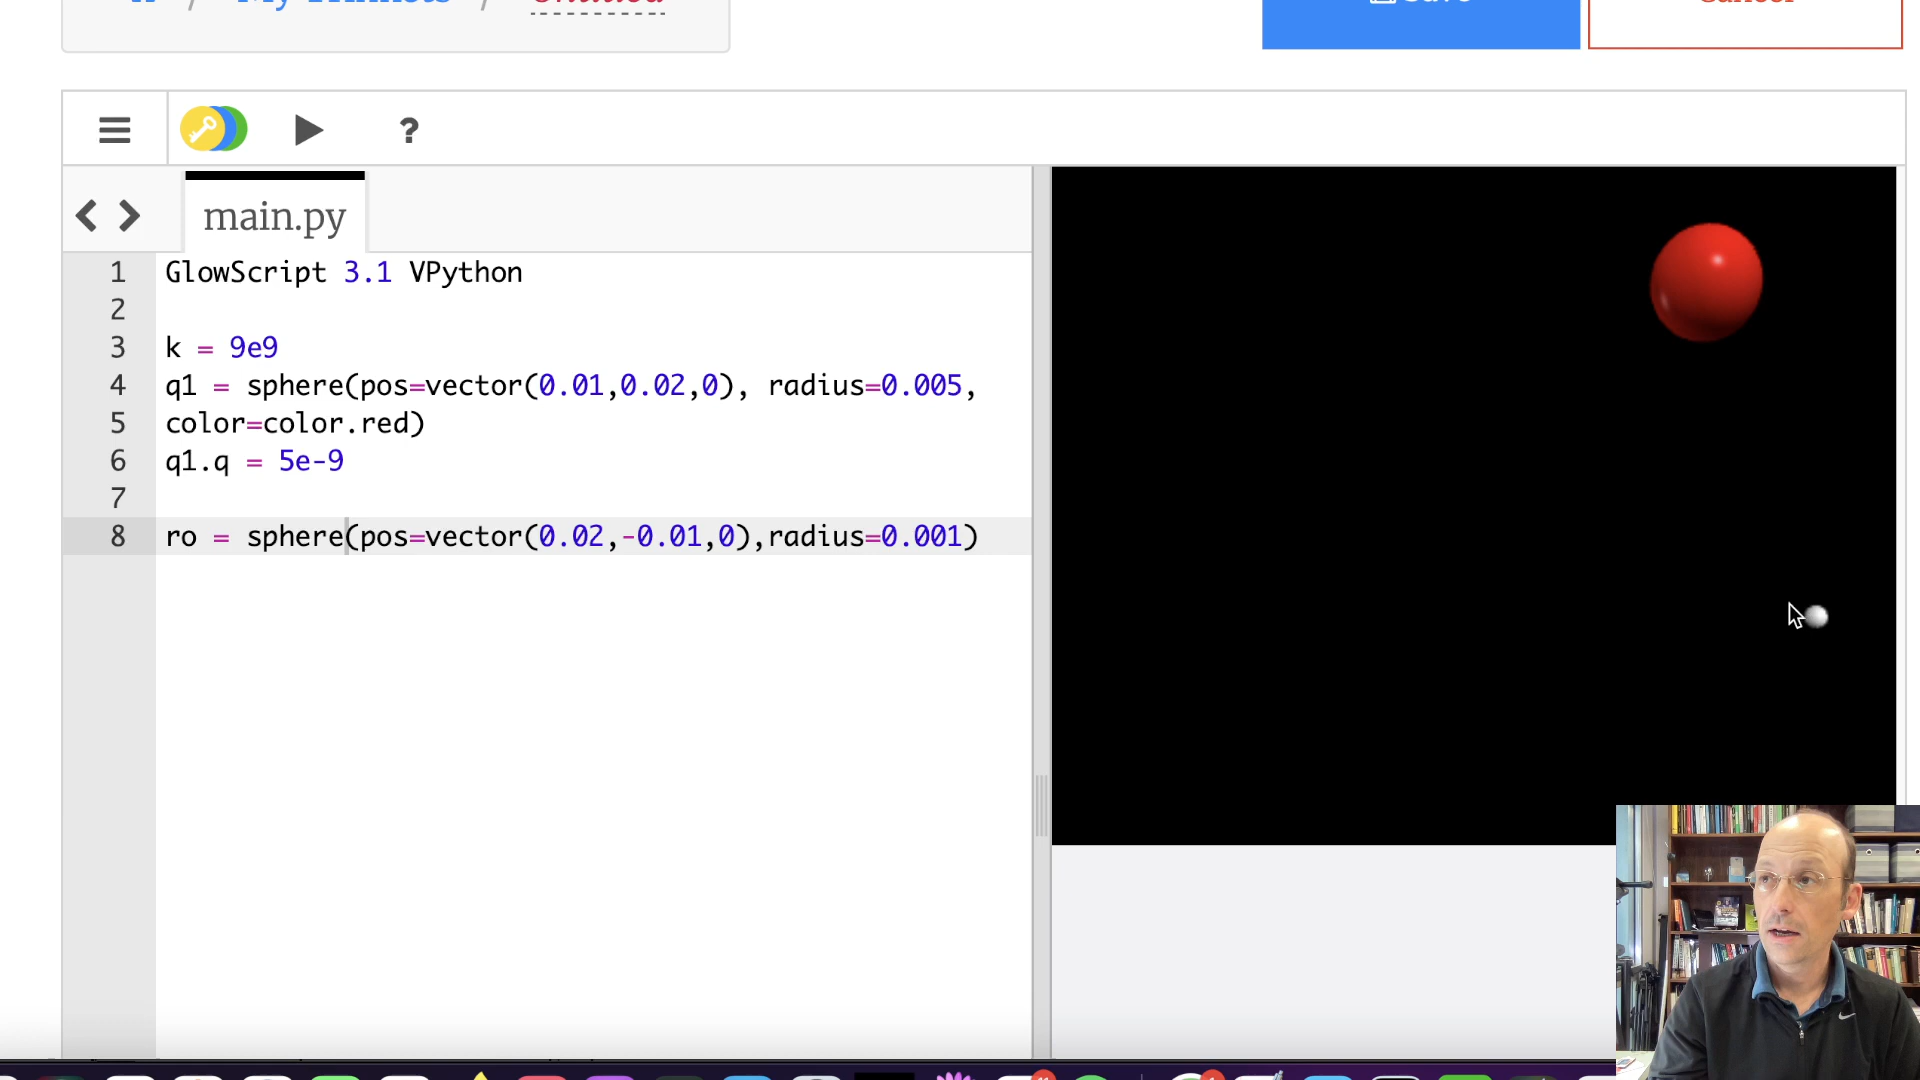 ?
main.py
1 GlowScript 3.1 VPython
2
3 k = 9e9
4 q1 = sphere(pos=vector(0.01,0.02,0), radius=0.005,
5 color=color.red)
6 q1.q = 5e-9
7
8 ro = sphere(pos=vector(0.02,-0.01,0),radius=0.001)